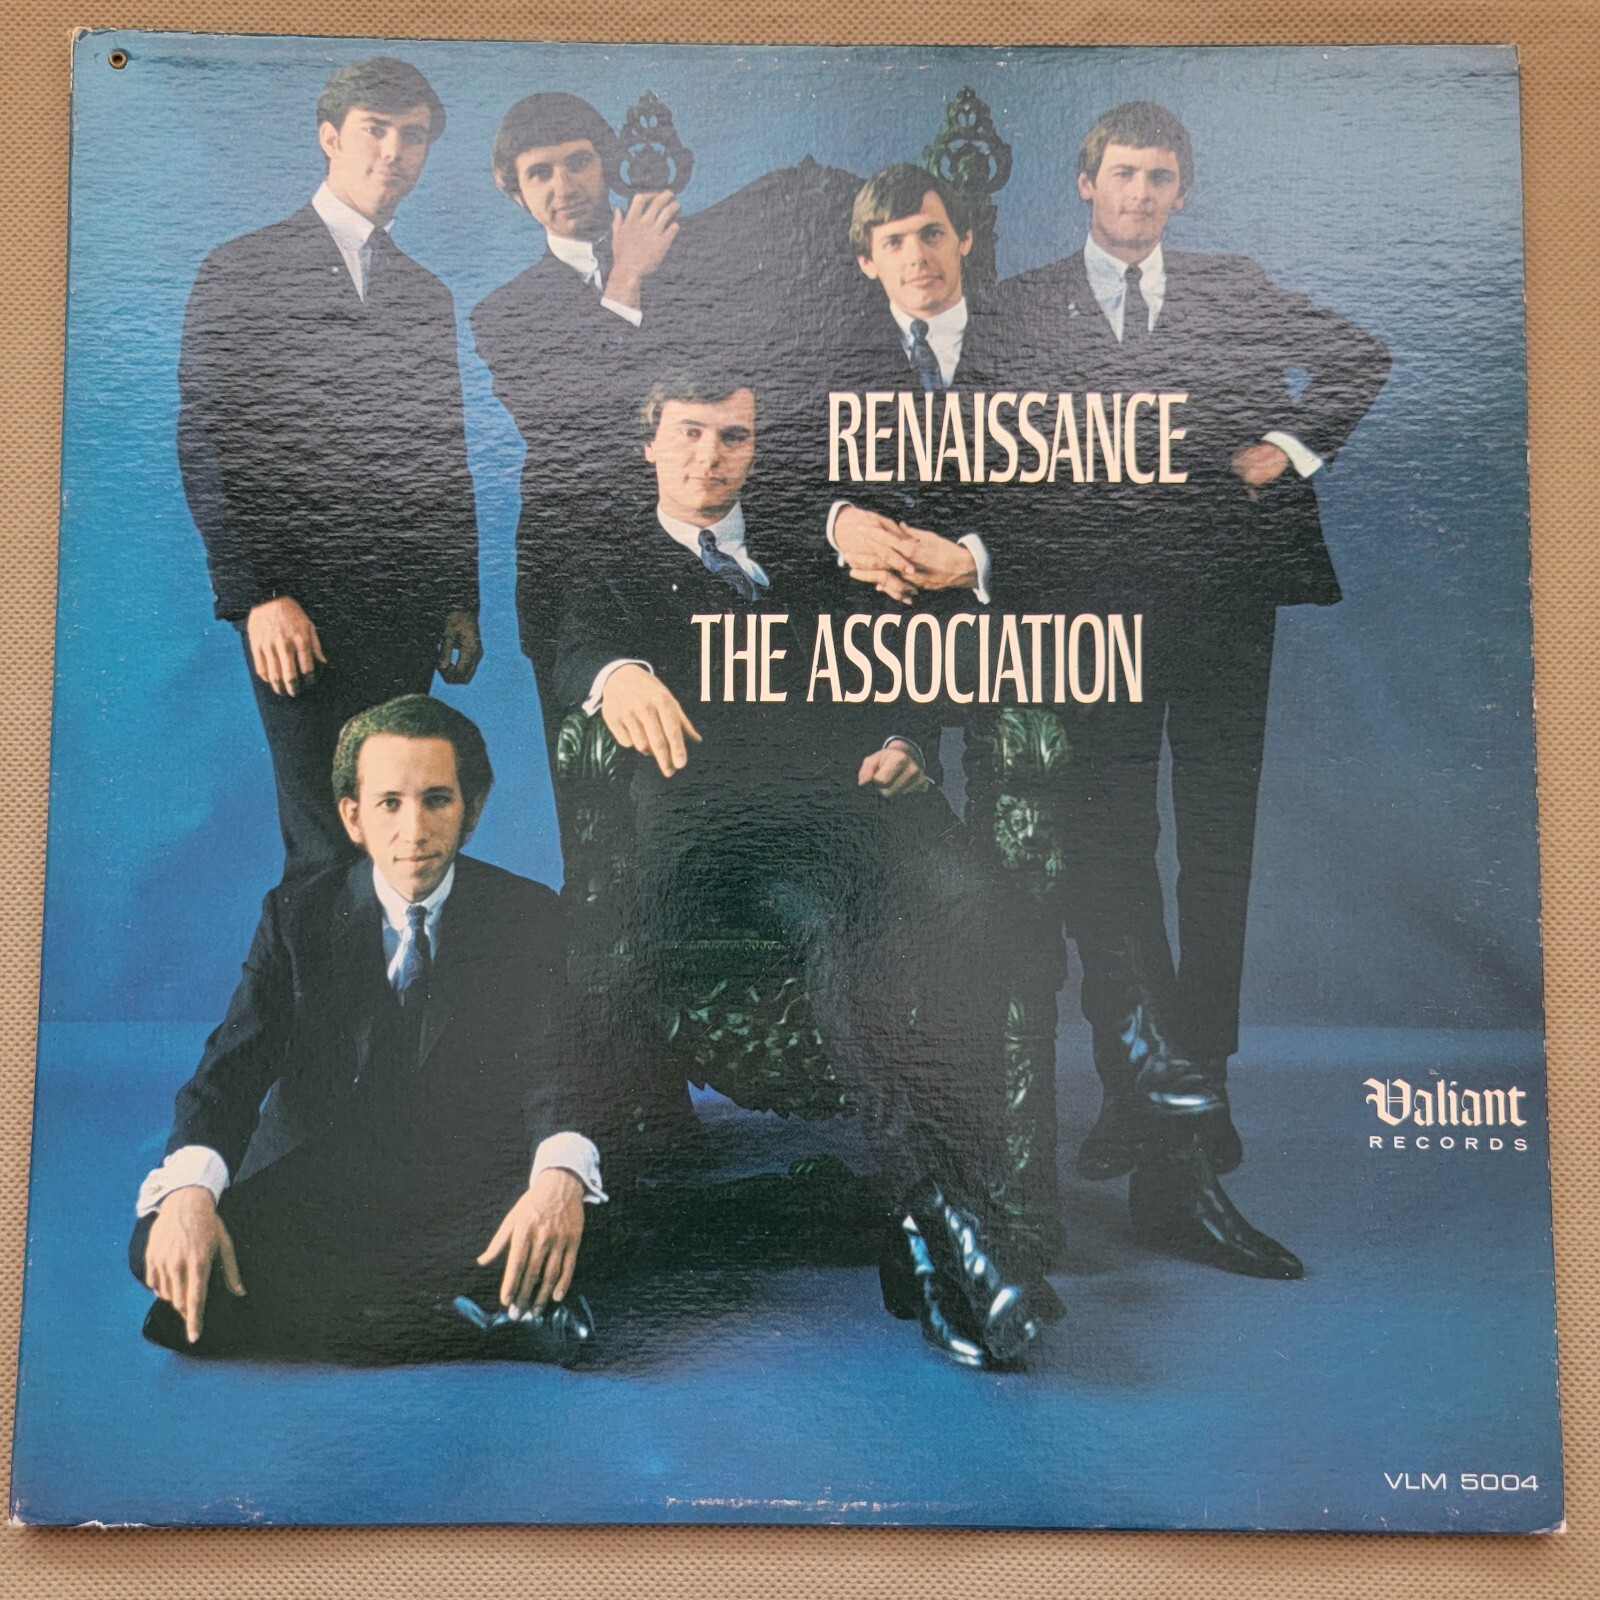 RENAISSANCE
THE ASSOCIATION
Valiant
RECORDS
VLM 5004